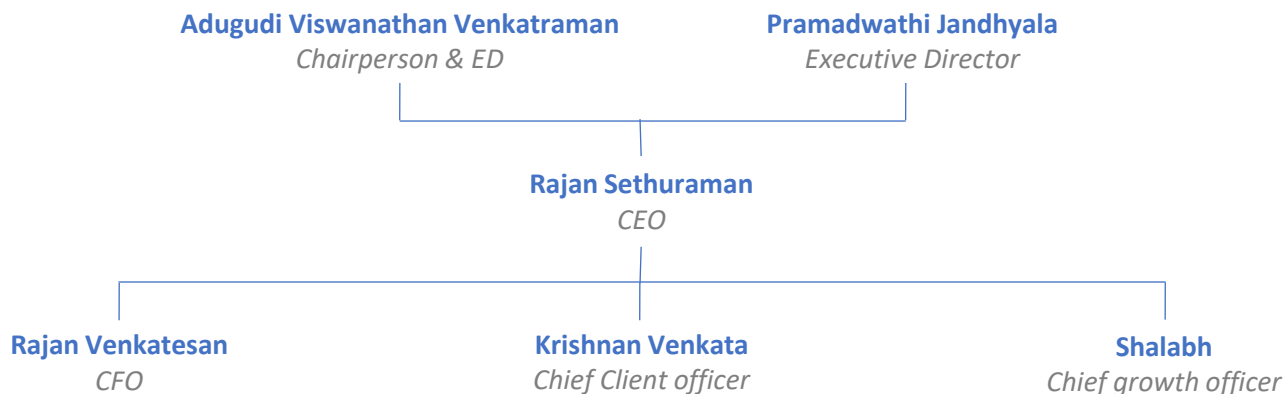 Adugudi Viswanathan Venkatraman
Chairperson & ED
Pramadwathi Jandhyala
Executive Director
Rajan Sethuraman
CEO
Rajan Venkatesan
CFO
Krishnan Venkata
Chief Client officer
Shalabh
Chief growth officer